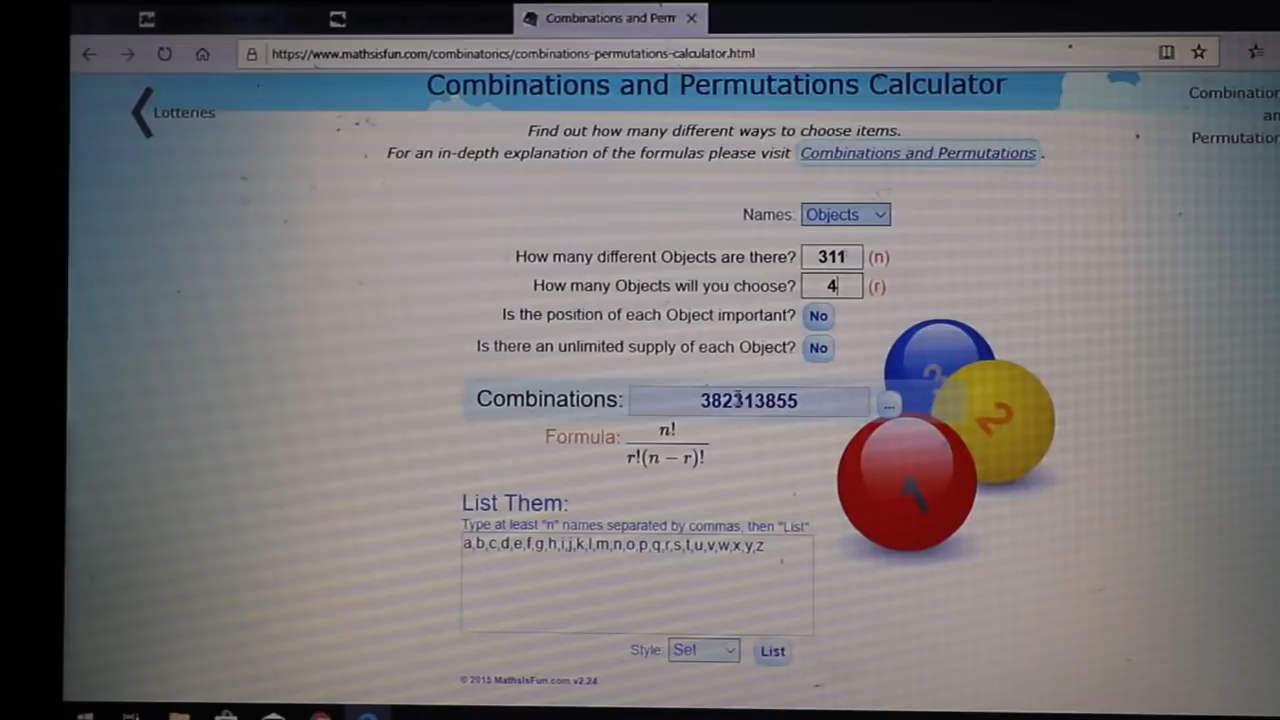 Combinations and Perm
https://www.mathsisfun.com/combinatorics/combinations-permutations-calculator.html
Combinations and Permutations Calculator
Lotteries
Combination
an
Permutation
Find out how many different ways to choose items.
For an in-depth explanation of the formulas please visit Combinations and Permutations .
Names: Objects
How many different Objects are there? 311 (n)
How many Objects will you choose? 4 (r)
Is the position of each Object important? No
Is there an unlimited supply of each Object? No
Combinations: 382313855 ...
Formula: n!
r!(n − r)!
3
2
1
List Them:
Type at least "n" names separated by commas, then "List"
a,b,c,d,e,f,g,h,i,j,k,l,m,n,o,p,q,r,s,t,u,v,w,x,y,z
Style: Set List
© 2015 MathsIsFun.com v2.24